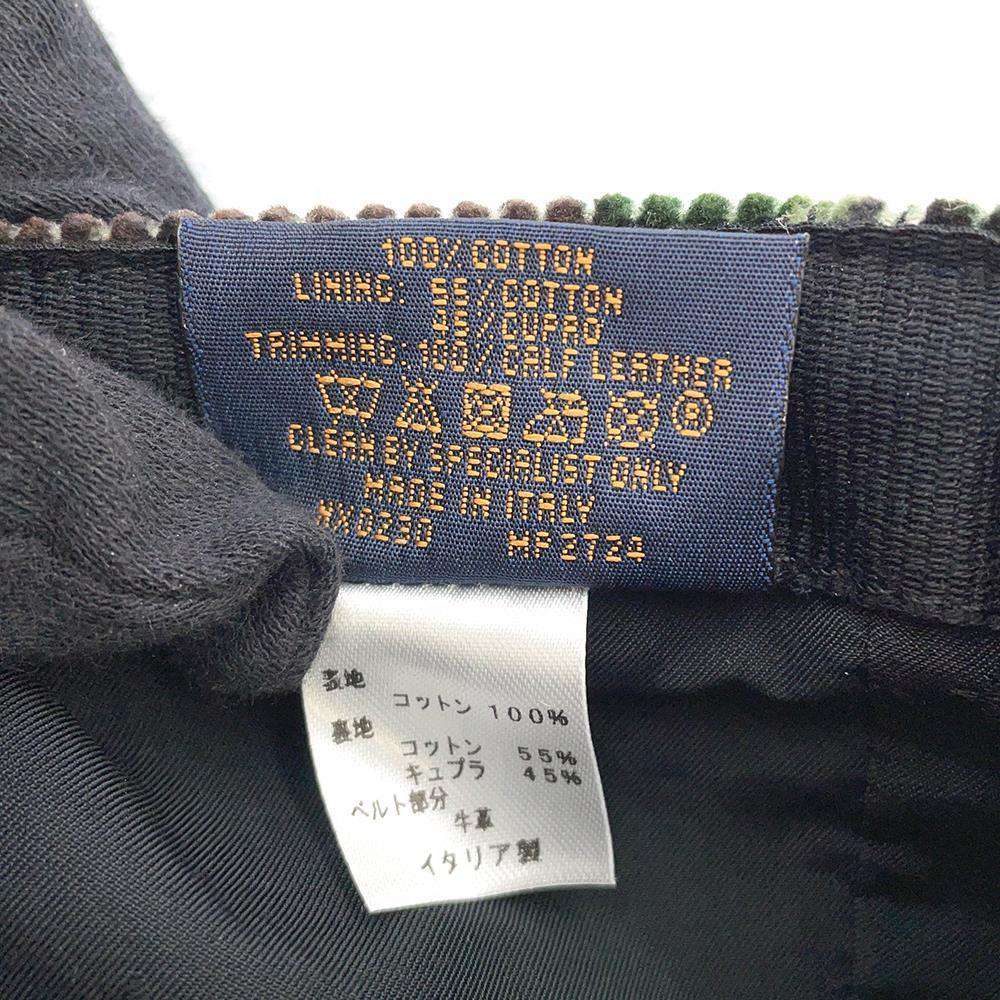 100% COTTON
LINING: 55% COTTON
45% CUPRO
TRIMMING: 100% CALF LEATHER
CLEAN BY SPECIALIST ONLY
MADE IN ITALY
0230 MP2724
表地
コットン 100%
裏地
コットン 55%
キュプラ 45%
ベルト部分
牛革
イタリア製